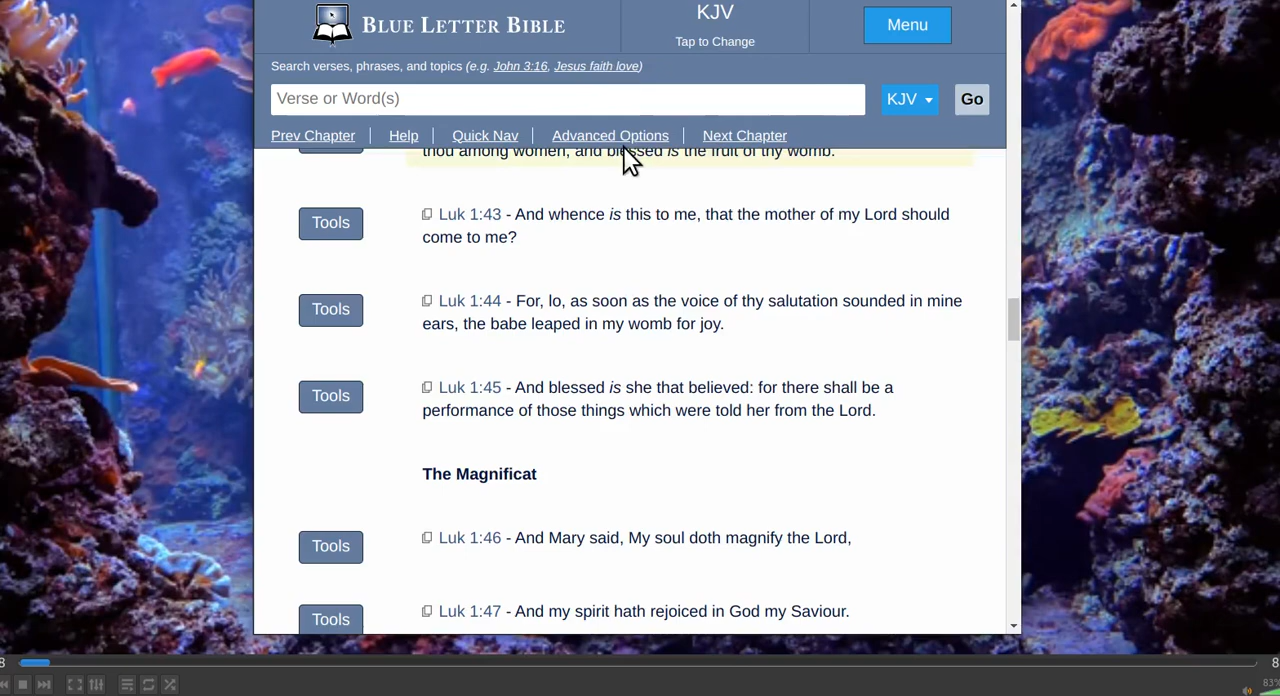 BLUE LETTER BIBLE
KJV
Tap to Change
Menu
Search verses, phrases, and topics (e.g. John 3:16, Jesus faith love)
Verse or Word(s)
KJV
Go
Prev Chapter
Help
Quick Nav
Advanced Options
Next Chapter
thou among women, and blessed is the fruit of thy womb.
Tools
Luk 1:43 - And whence is this to me, that the mother of my Lord should
come to me?
Tools
Luk 1:44 - For, lo, as soon as the voice of thy salutation sounded in mine
ears, the babe leaped in my womb for joy.
Tools
Luk 1:45 - And blessed is she that believed: for there shall be a
performance of those things which were told her from the Lord.
The Magnificat
Tools
Luk 1:46 - And Mary said, My soul doth magnify the Lord,
Tools
Luk 1:47 - And my spirit hath rejoiced in God my Saviour.
8
8
83%